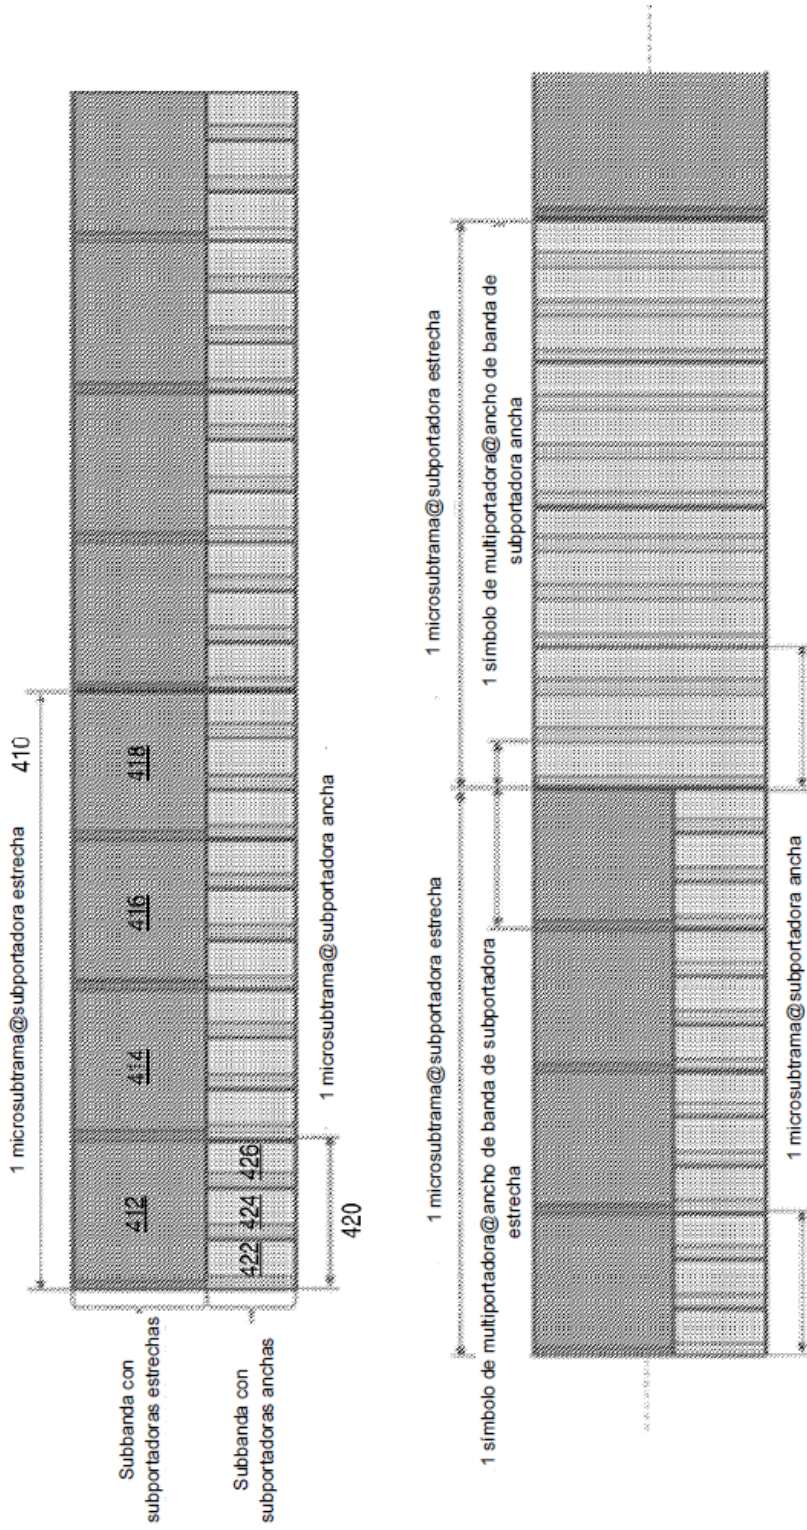 1 microsubtrama@subportadora estrecha
410
Subbanda con
subportadoras estrechas
412
414
416
418
Subbanda con
subportadoras anchas
422
424
426
420
1 microsubtrama@subportadora ancha
1 microsubtrama@subportadora estrecha
1 microsubtrama@subportadora estrecha
1 símbolo de multiportadora@ancho de banda de subportadora
estrecha
1 símbolo de multiportadora@ancho de banda de
subportadora ancha
1 microsubtrama@subportadora ancha